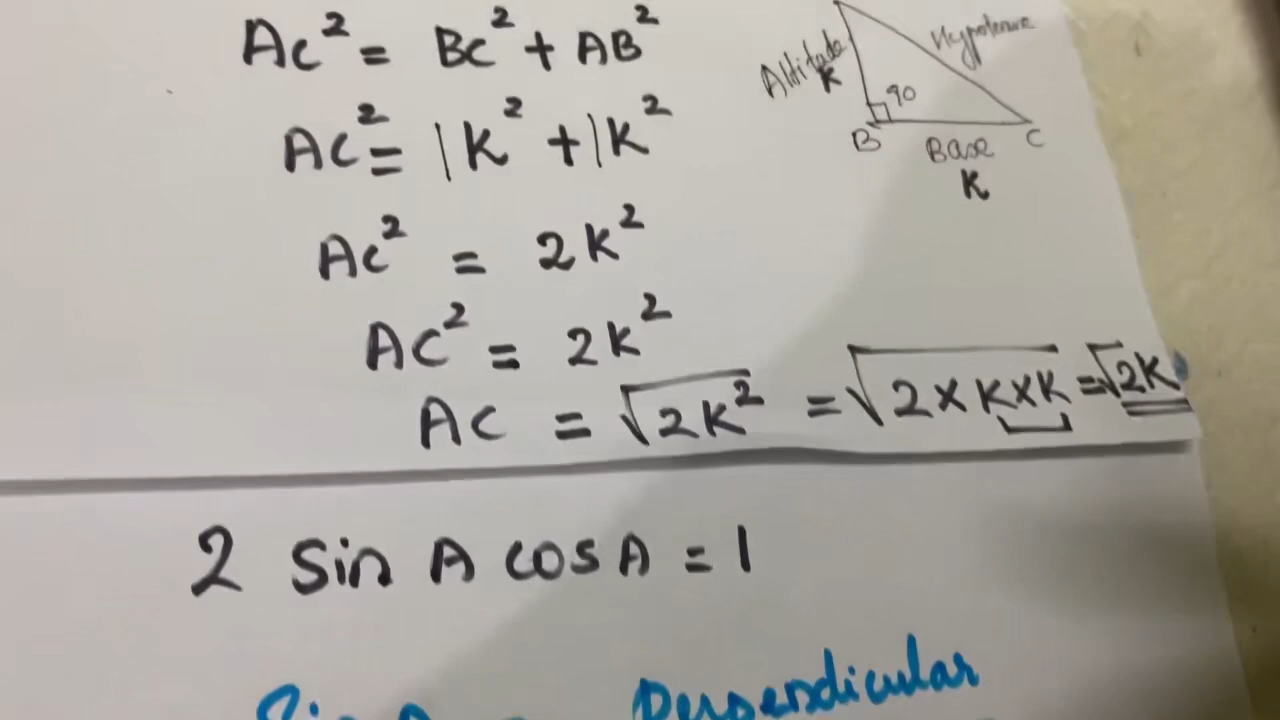 AC² = BC² + AB²
AC² = 1K² + 1K²
AC² = 2K²
AC² = 2K²
AC = √2K² = √2×K×K = √2K
Altitude
K
Hypotenuse
90
B
Base
C
K
2 Sin A cos A = 1
Sin A = Perpendicular